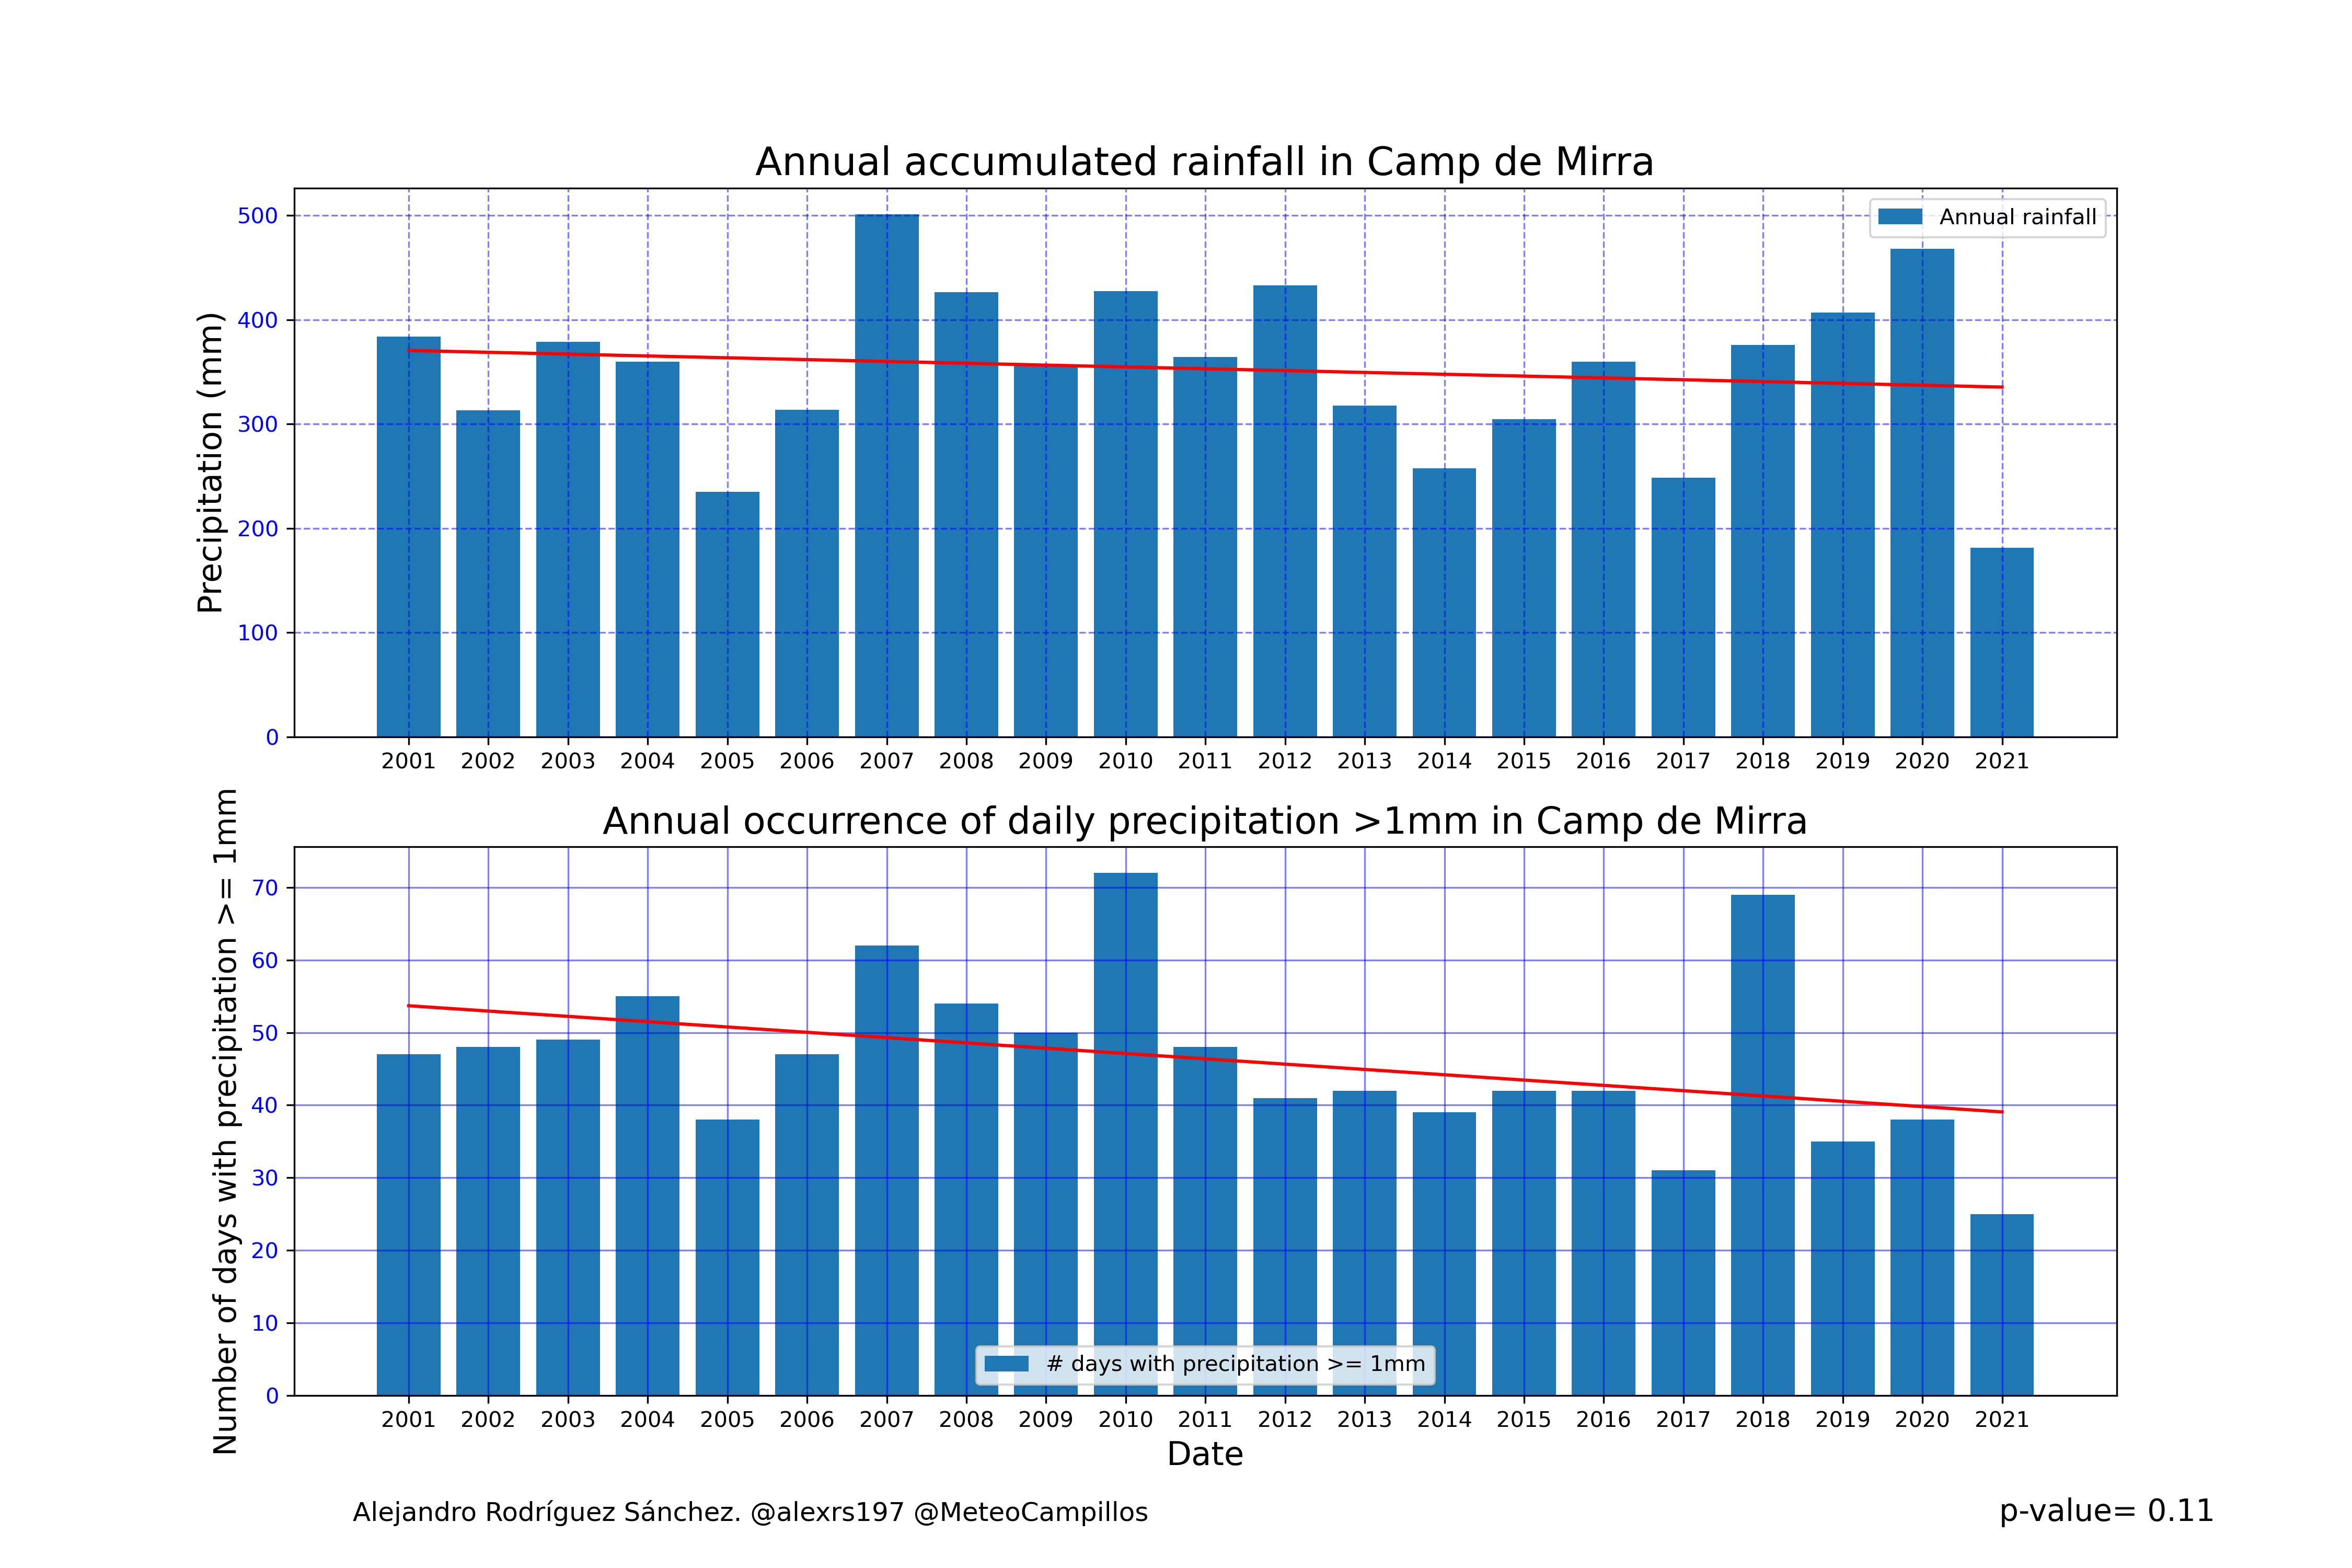 Annual accumulated rainfall in Camp de Mirra
Precipitation (mm)
500
400
300
200
100
0
Annual rainfall
2001 2002 2003 2004 2005 2006 2007 2008 2009 2010 2011 2012 2013 2014 2015 2016 2017 2018 2019 2020 2021
Annual occurrence of daily precipitation >1mm in Camp de Mirra
Number of days with precipitation >= 1mm
70
60
50
40
30
20
10
0
# days with precipitation >= 1mm
2001 2002 2003 2004 2005 2006 2007 2008 2009 2010 2011 2012 2013 2014 2015 2016 2017 2018 2019 2020 2021
Date
Alejandro Rodríguez Sánchez. @alexrs197 @MeteoCampillos
p-value= 0.11